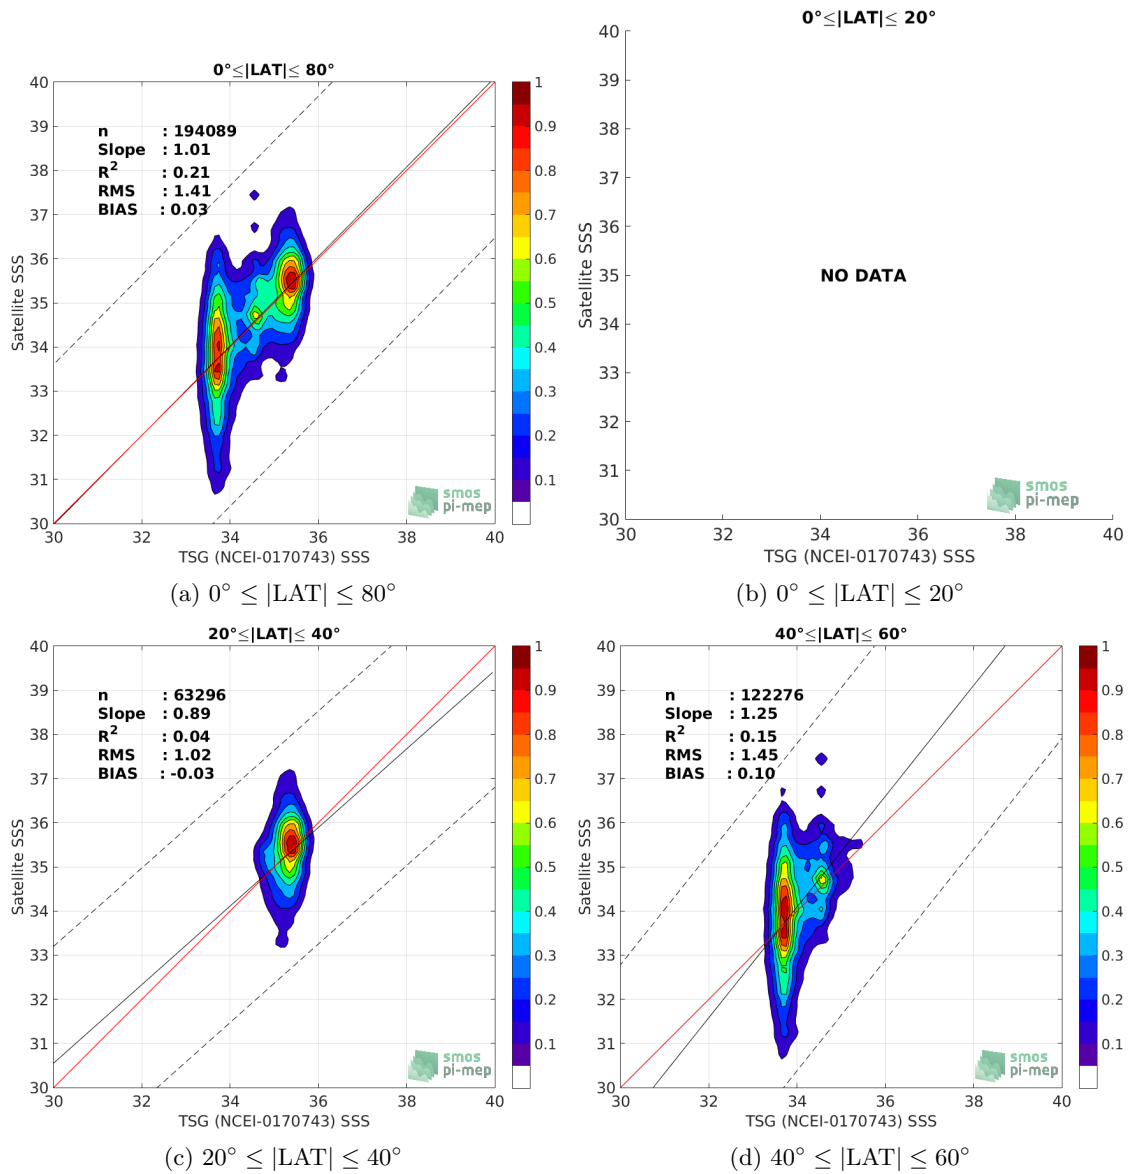 0°≤|LAT|≤ 80°
40
39
38
37
36
35
34
33
32
31
30
Satellite SSS
n : 194089
Slope : 1.01
R2 : 0.21
RMS : 1.41
BIAS : 0.03
1
0.9
0.8
0.7
0.6
0.5
0.4
0.3
0.2
0.1
smos
pi-mep
30 32 34 36 38 40
TSG (NCEI-0170743) SSS
(a) 0° ≤ |LAT| ≤ 80°
0°≤|LAT|≤ 20°
40
39
38
37
36
35
34
33
32
31
30
Satellite SSS
NO DATA
smos
pi-mep
30 32 34 36 38 40
TSG (NCEI-0170743) SSS
(b) 0° ≤ |LAT| ≤ 20°
20°≤|LAT|≤ 40°
40
39
38
37
36
35
34
33
32
31
30
Satellite SSS
n : 63296
Slope : 0.89
R2 : 0.04
RMS : 1.02
BIAS : -0.03
1
0.9
0.8
0.7
0.6
0.5
0.4
0.3
0.2
0.1
smos
pi-mep
30 32 34 36 38 40
TSG (NCEI-0170743) SSS
(c) 20° ≤ |LAT| ≤ 40°
40°≤|LAT|≤ 60°
40
39
38
37
36
35
34
33
32
31
30
Satellite SSS
n : 122276
Slope : 1.25
R2 : 0.15
RMS : 1.45
BIAS : 0.10
1
0.9
0.8
0.7
0.6
0.5
0.4
0.3
0.2
0.1
smos
pi-mep
30 32 34 36 38 40
TSG (NCEI-0170743) SSS
(d) 40° ≤ |LAT| ≤ 60°